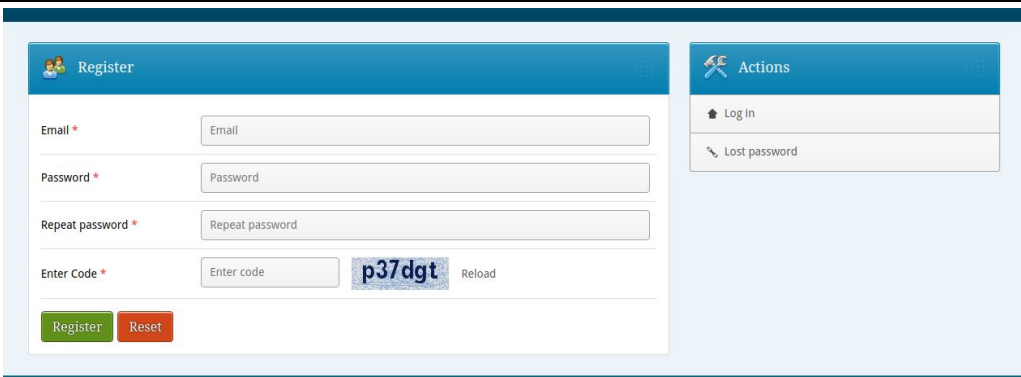 Register
Email *
Email
Password *
Password
Repeat password *
Repeat password
Enter Code *
Enter code
p37dgt
Reload
Register
Reset
Actions
Log in
Lost password